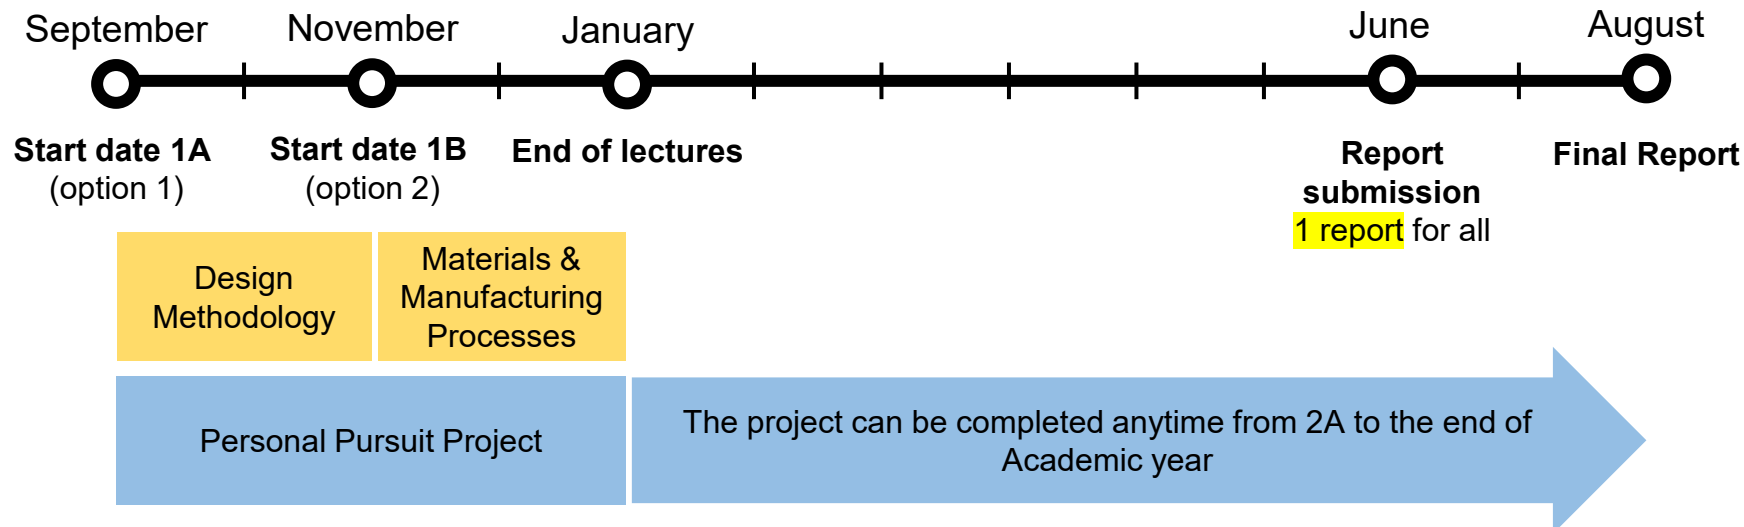 September
November
January
June
August
Start date 1A
(option 1)
Start date 1B
(option 2)
End of lectures
Report
submission
1 report for all
Final Report
Design
Methodology
Materials &
Manufacturing
Processes
Personal Pursuit Project
The project can be completed anytime from 2A to the end of
Academic year